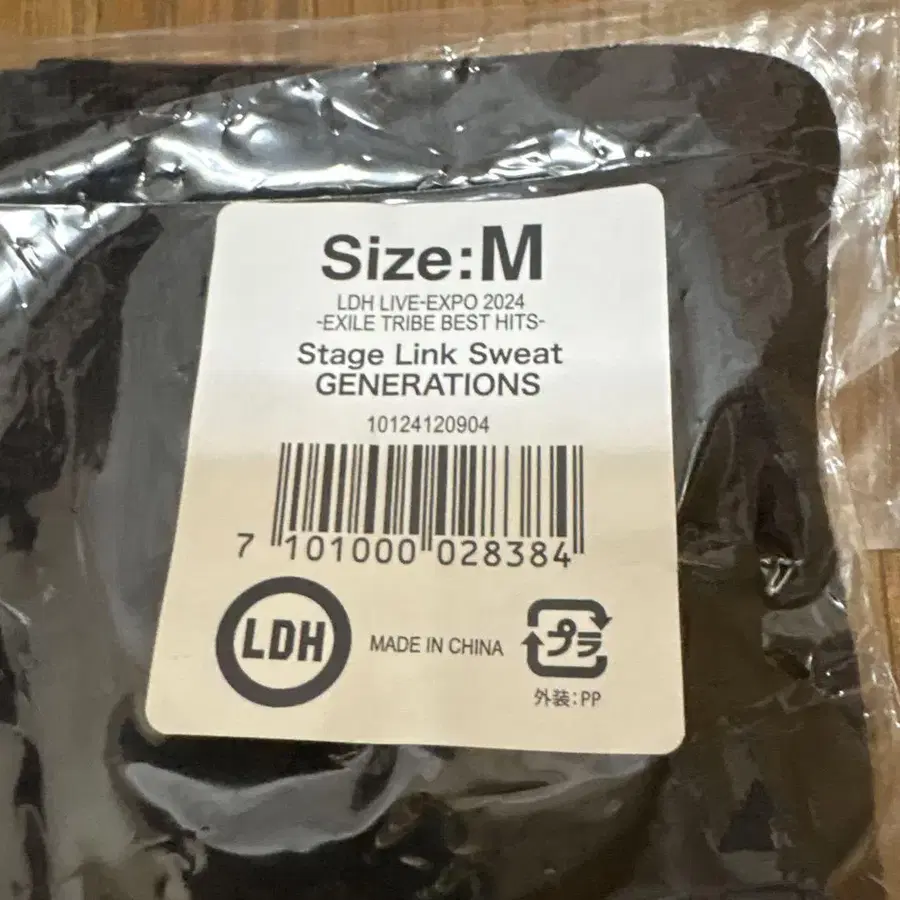 Size:M
LDH LIVE-EXPO 2024
-EXILE TRIBE BEST HITS-
Stage Link Sweat
GENERATIONS
10124120904
7 101000 028384
LDH
MADE IN CHINA
プラ
外装:PP